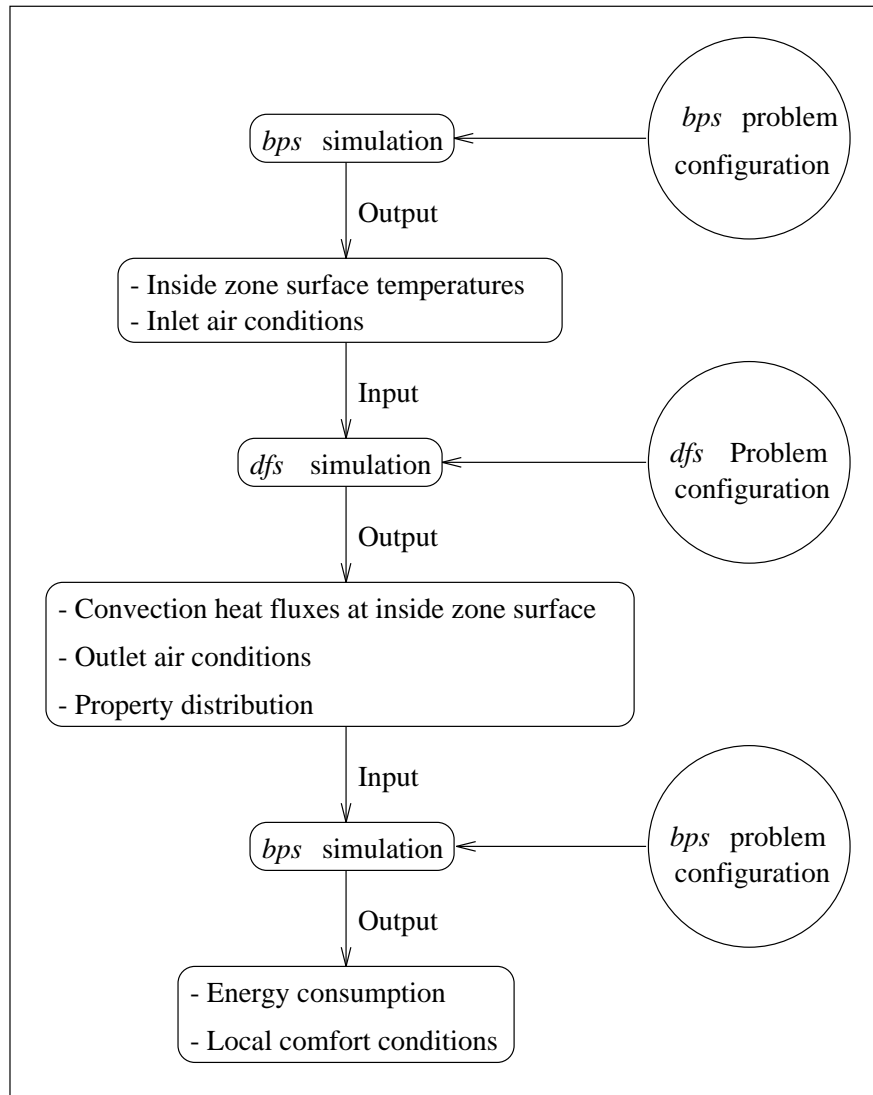 bps problem
configuration
bps simulation
Output
- Inside zone surface temperatures
- Inlet air conditions
Input
dfs Problem
configuration
dfs simulation
Output
- Convection heat fluxes at inside zone surface
- Outlet air conditions
- Property distribution
Input
bps problem
configuration
bps simulation
Output
- Energy consumption
- Local comfort conditions